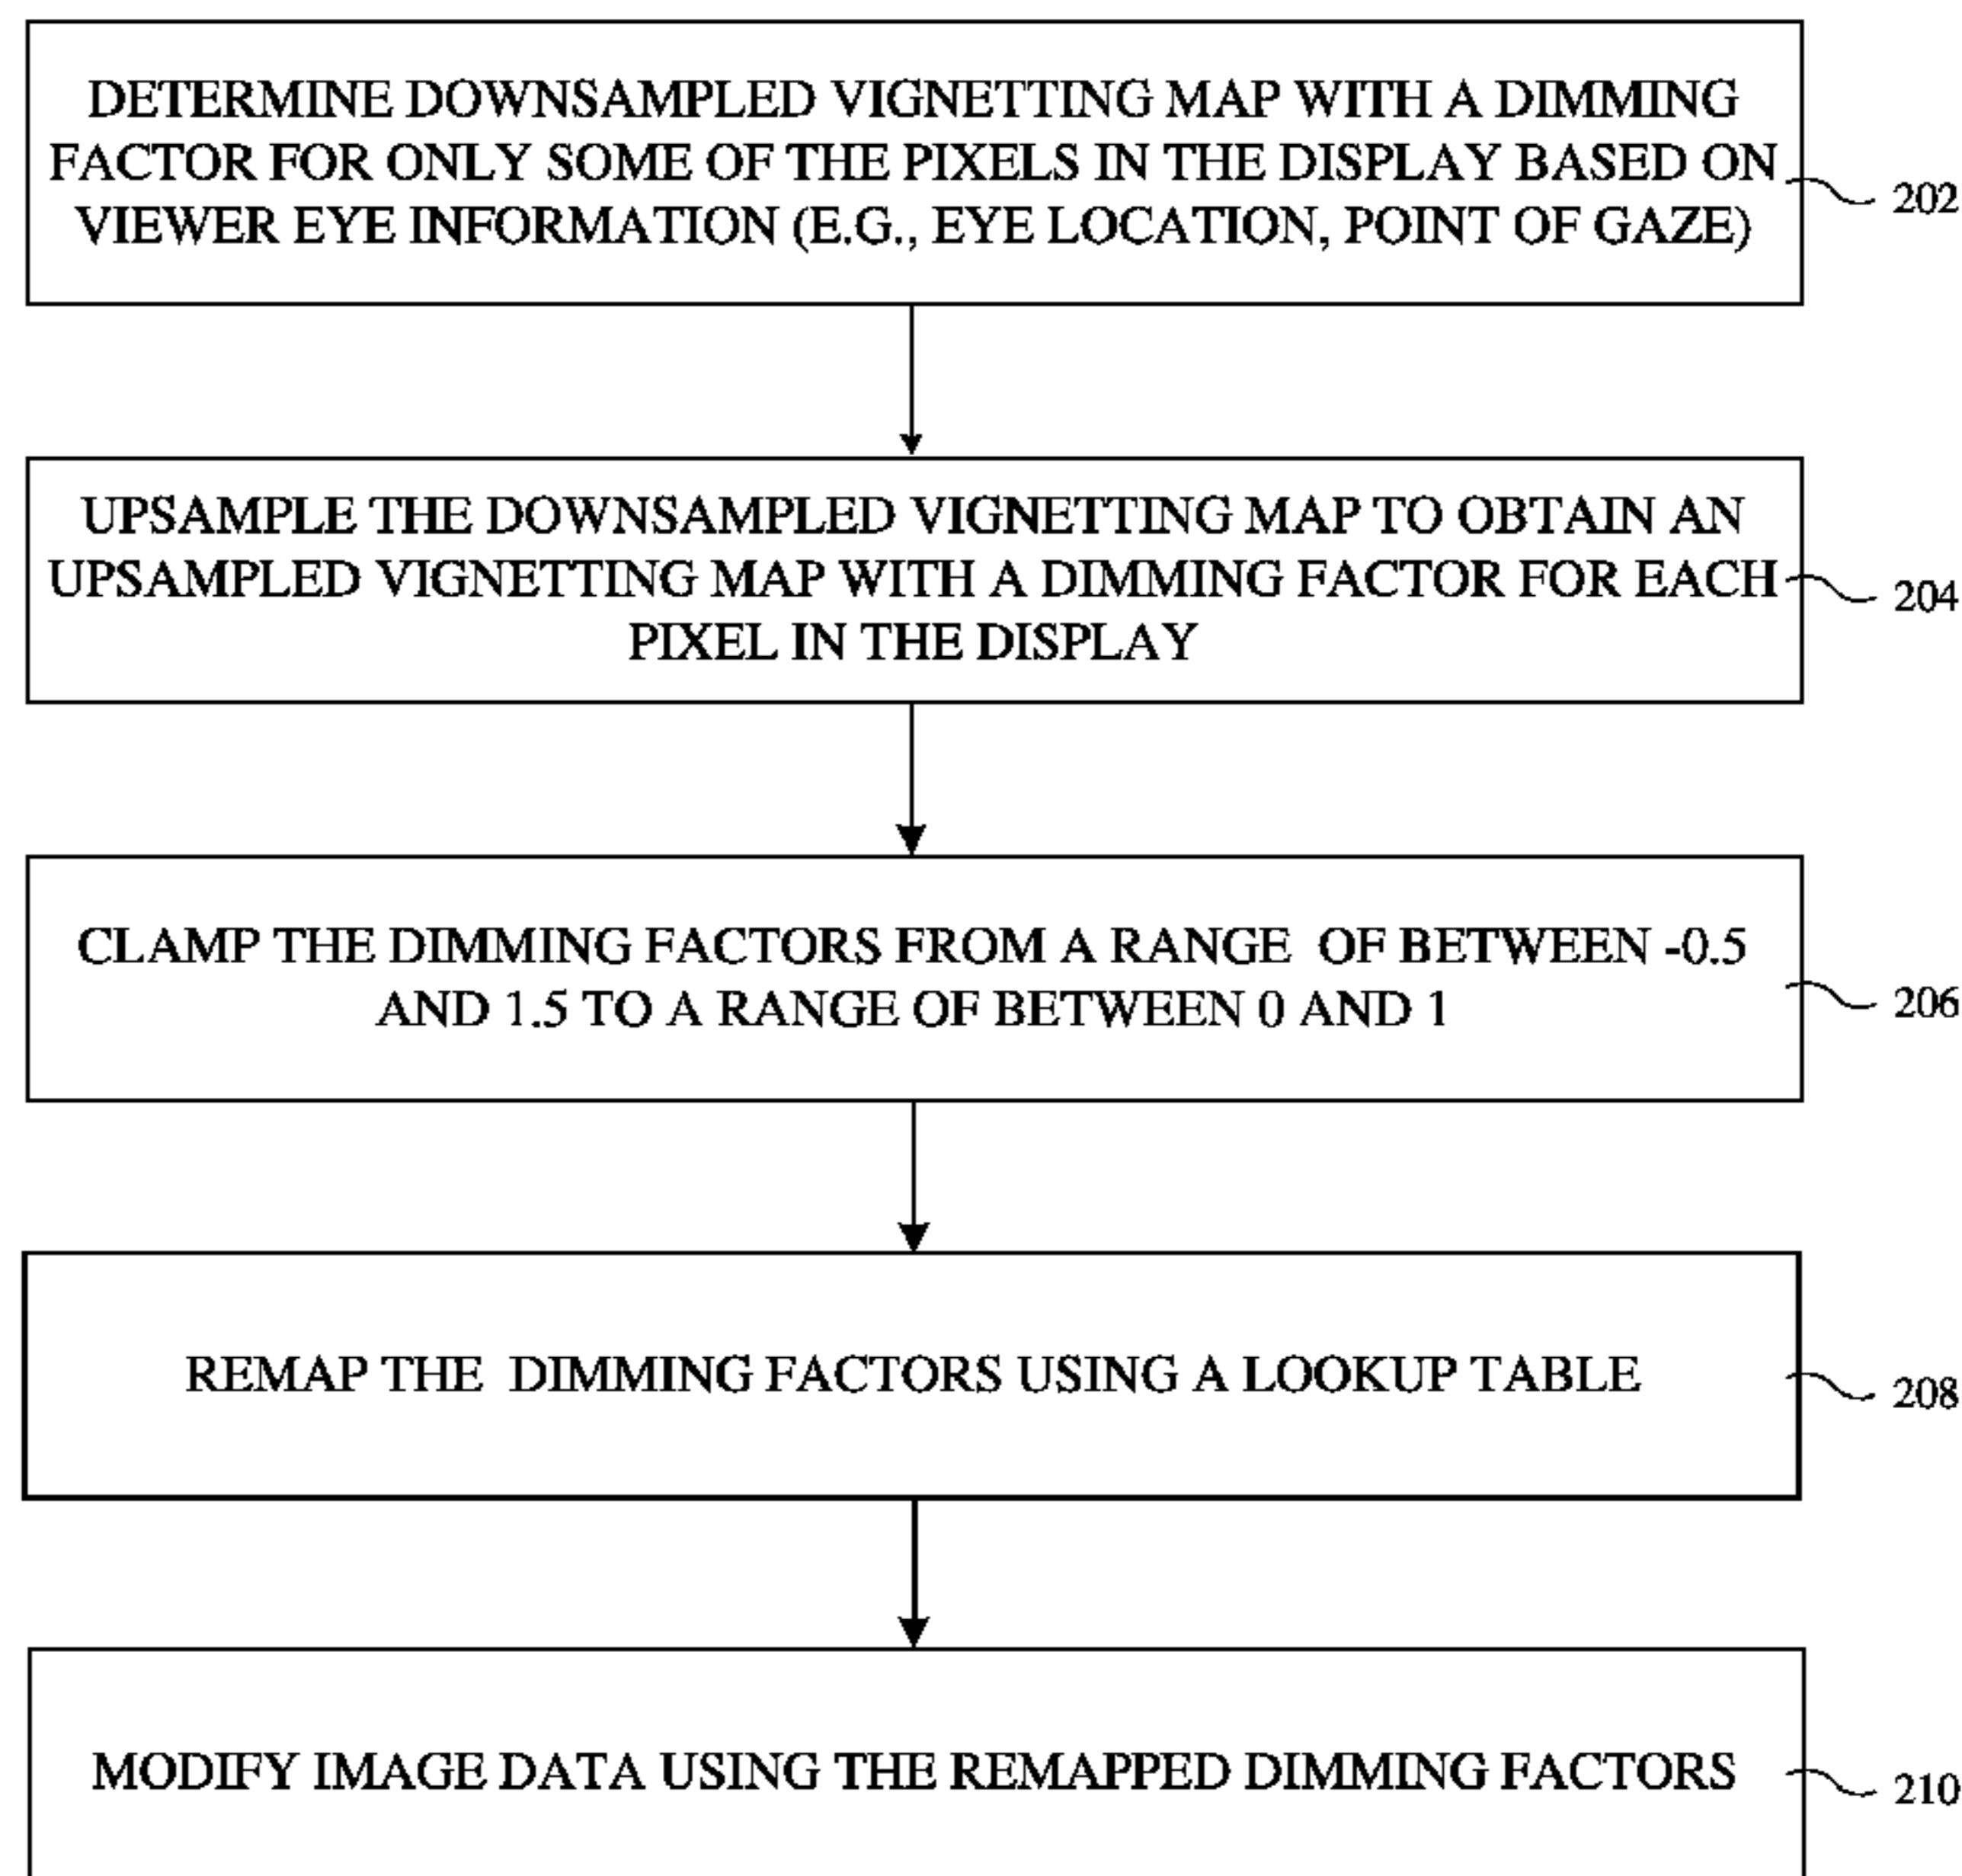 DETERMINE DOWNSAMPLED VIGNETTING MAP WITH A DIMMING
FACTOR FOR ONLY SOME OF THE PIXELS IN THE DISPLAY BASED ON
VIEWER EYE INFORMATION (E.G., EYE LOCATION, POINT OF GAZE)
202
UPSAMPLE THE DOWNSAMPLED VIGNETTING MAP TO OBTAIN AN
UPSAMPLED VIGNETTING MAP WITH A DIMMING FACTOR FOR EACH
PIXEL IN THE DISPLAY
204
CLAMP THE DIMMING FACTORS FROM A RANGE OF BETWEEN -0.5
AND 1.5 TO A RANGE OF BETWEEN 0 AND 1
206
REMAP THE DIMMING FACTORS USING A LOOKUP TABLE
208
MODIFY IMAGE DATA USING THE REMAPPED DIMMING FACTORS
210